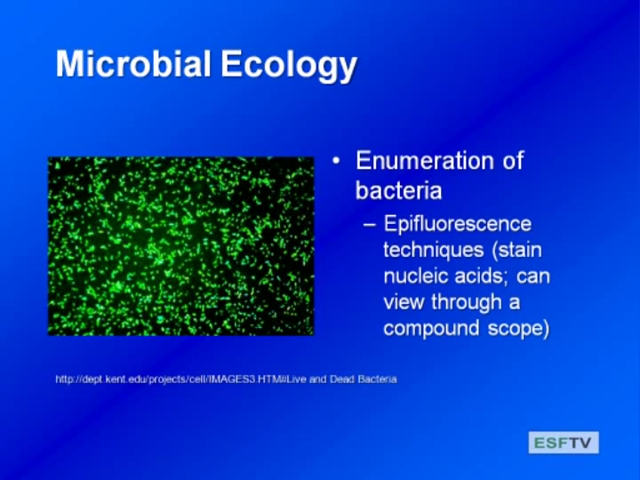 Microbial Ecology
• Enumeration of
bacteria
– Epifluorescence
techniques (stain
nucleic acids; can
view through a
compound scope)
http://dept.kent.edu/projects/cell/IMAGES3.HTM#Live and Dead Bacteria
ESFTV